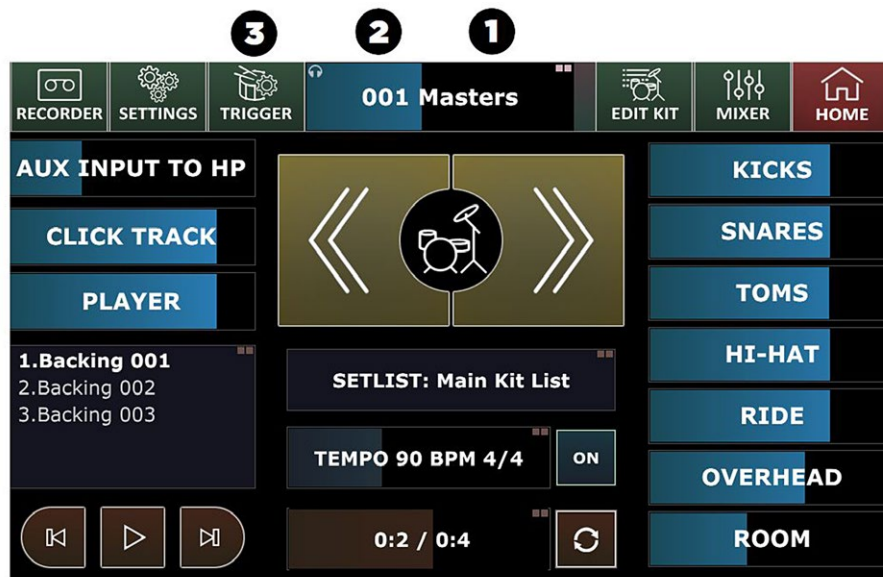 3 2 1
RECORDER SETTINGS TRIGGER 001 Masters EDIT KIT MIXER HOME
AUX INPUT TO HP
CLICK TRACK
PLAYER
1.Backing 001
2.Backing 002
3.Backing 003
SETLIST: Main Kit List
TEMPO 90 BPM 4/4 ON
0:2 / 0:4
KICKS
SNARES
TOMS
HI-HAT
RIDE
OVERHEAD
ROOM